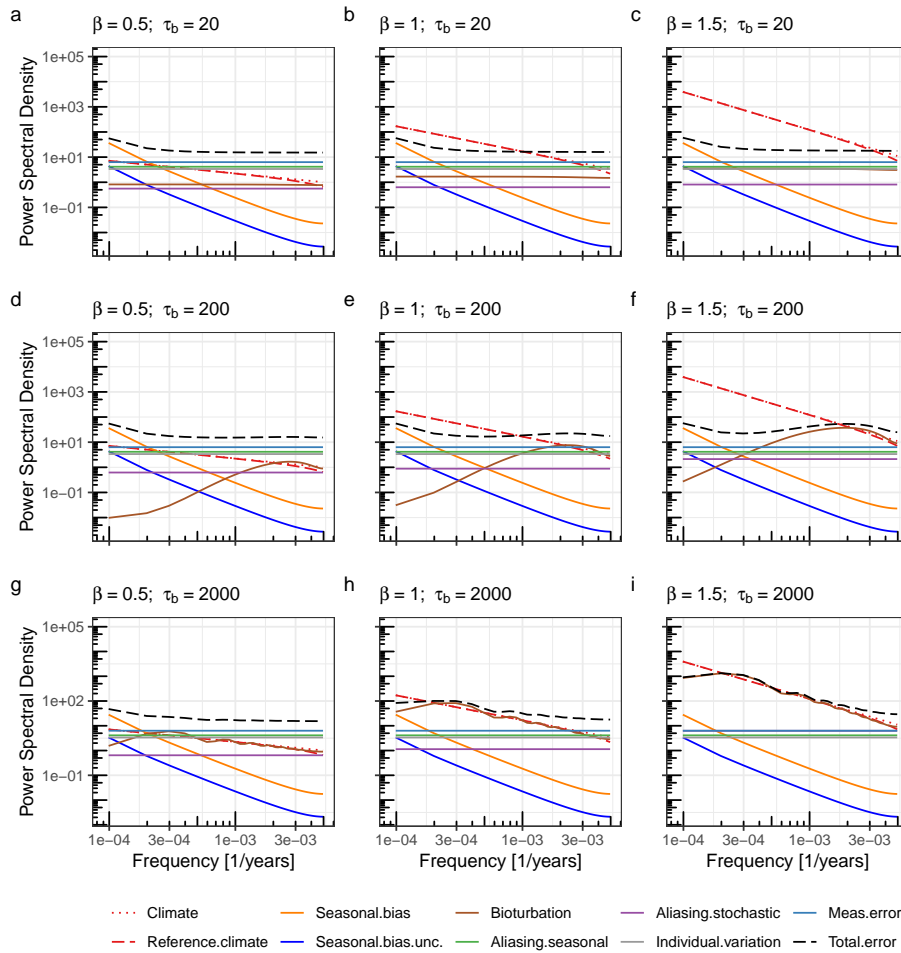 a β = 0.5; τb = 20
b β = 1; τb = 20
c β = 1.5; τb = 20
Power Spectral Density
1e+05
1e+03
1e+01
1e−01
d β = 0.5; τb = 200
e β = 1; τb = 200
f β = 1.5; τb = 200
Power Spectral Density
1e+05
1e+03
1e+01
1e−01
g β = 0.5; τb = 2000
h β = 1; τb = 2000
i β = 1.5; τb = 2000
Power Spectral Density
1e+05
1e+02
1e−01
1e−04 3e−04 1e−03 3e−03
1e−04 3e−04 1e−03 3e−03
1e−04 3e−04 1e−03 3e−03
Frequency [1/years] Frequency [1/years] Frequency [1/years]
Climate Seasonal.bias Bioturbation Aliasing.stochastic Meas.error
Reference.climate Seasonal.bias.unc. Aliasing.seasonal Individual.variation Total.error